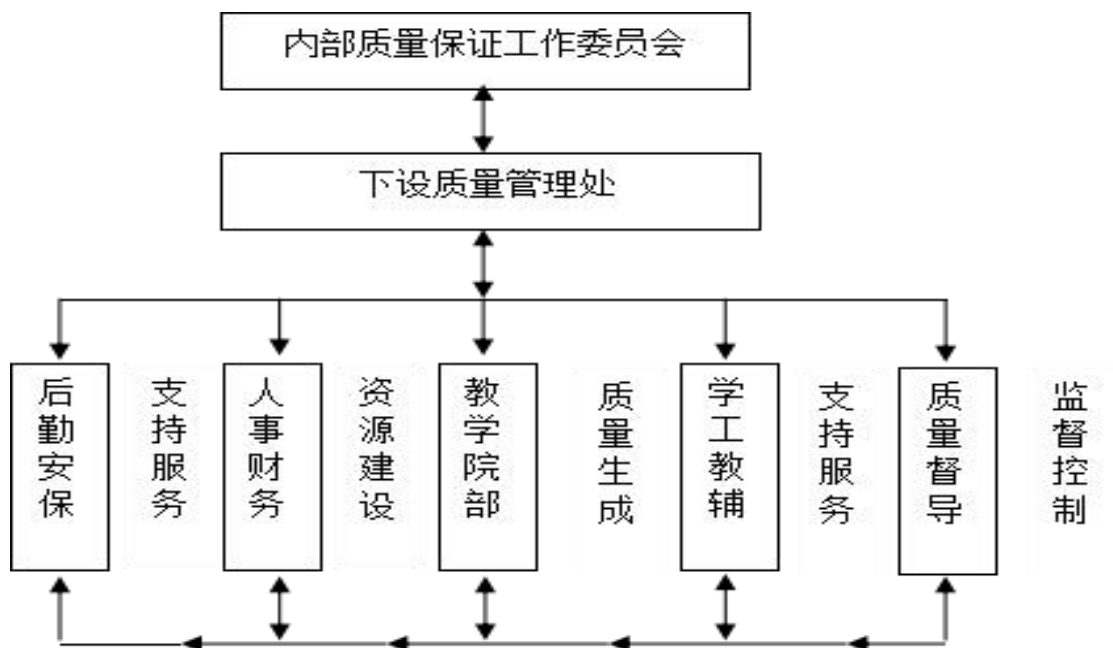 内部质量保证工作委员会
下设质量管理处
后勤安保
支持服务
人事财务
资源建设
教学院部
质量生成
学工教辅
支持服务
质量督导
监督控制